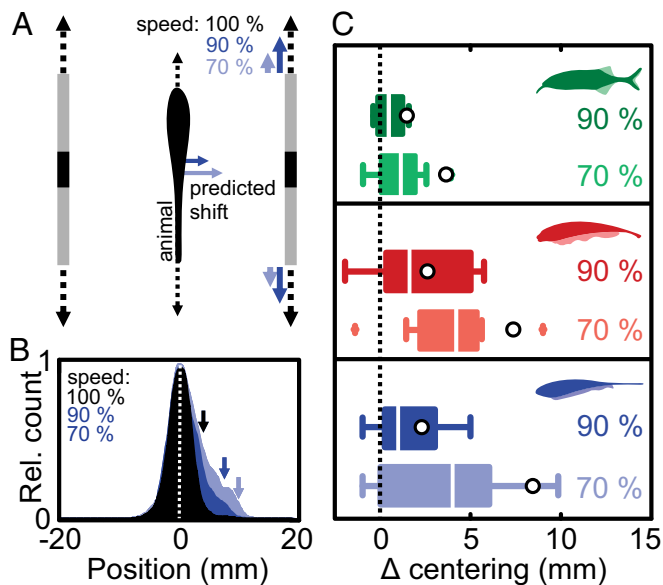 A
speed: 100 %
90 %
70 %
animal
predicted
shift
B
1
speed:
100 %
90 %
70 %
Rel. count
0
-20
0
20
Position (mm)
C
90 %
70 %
90 %
70 %
90 %
70 %
0
5
10
15
Δ centering (mm)